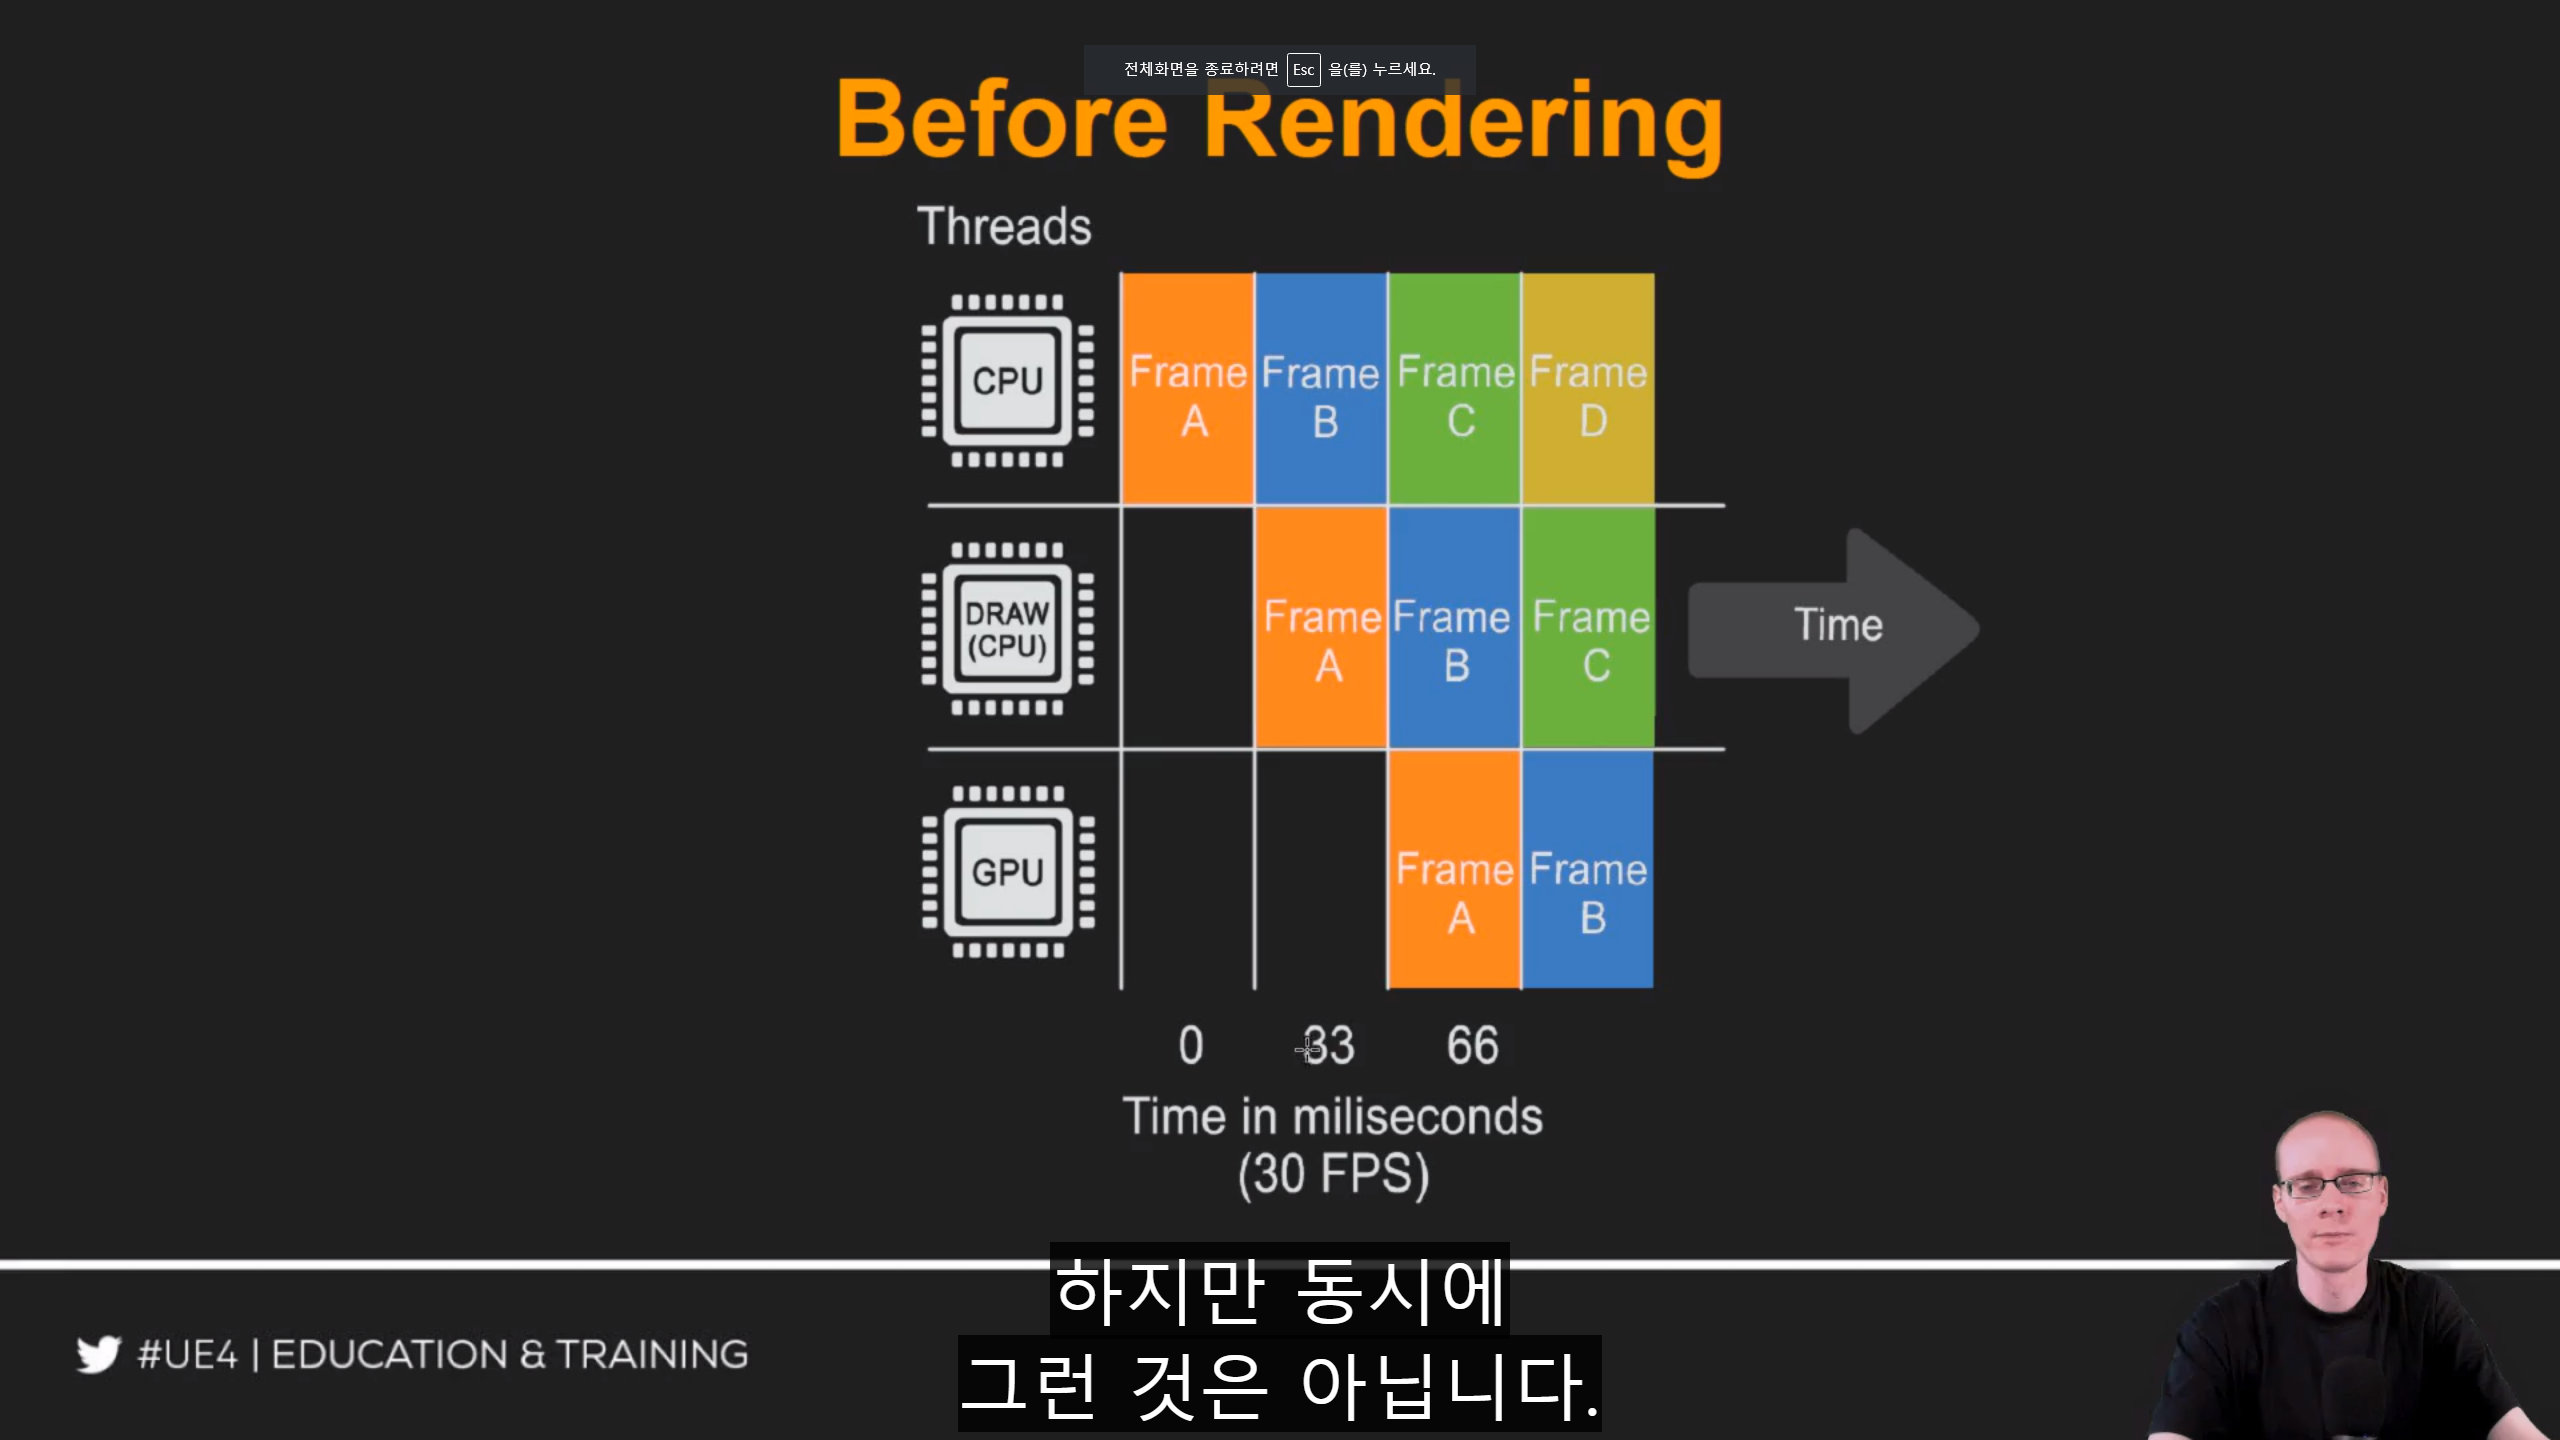 전체화면을 종료하려면 Esc 을(를) 누르세요.
Before Rendering
Threads
CPU
Frame A
Frame B
Frame C
Frame D
DRAW (CPU)
Frame A
Frame B
Frame C
Time
GPU
Frame A
Frame B
0 33 66
Time in miliseconds
(30 FPS)
하지만 동시에
그런 것은 아닙니다.
#UE4 | EDUCATION & TRAINING